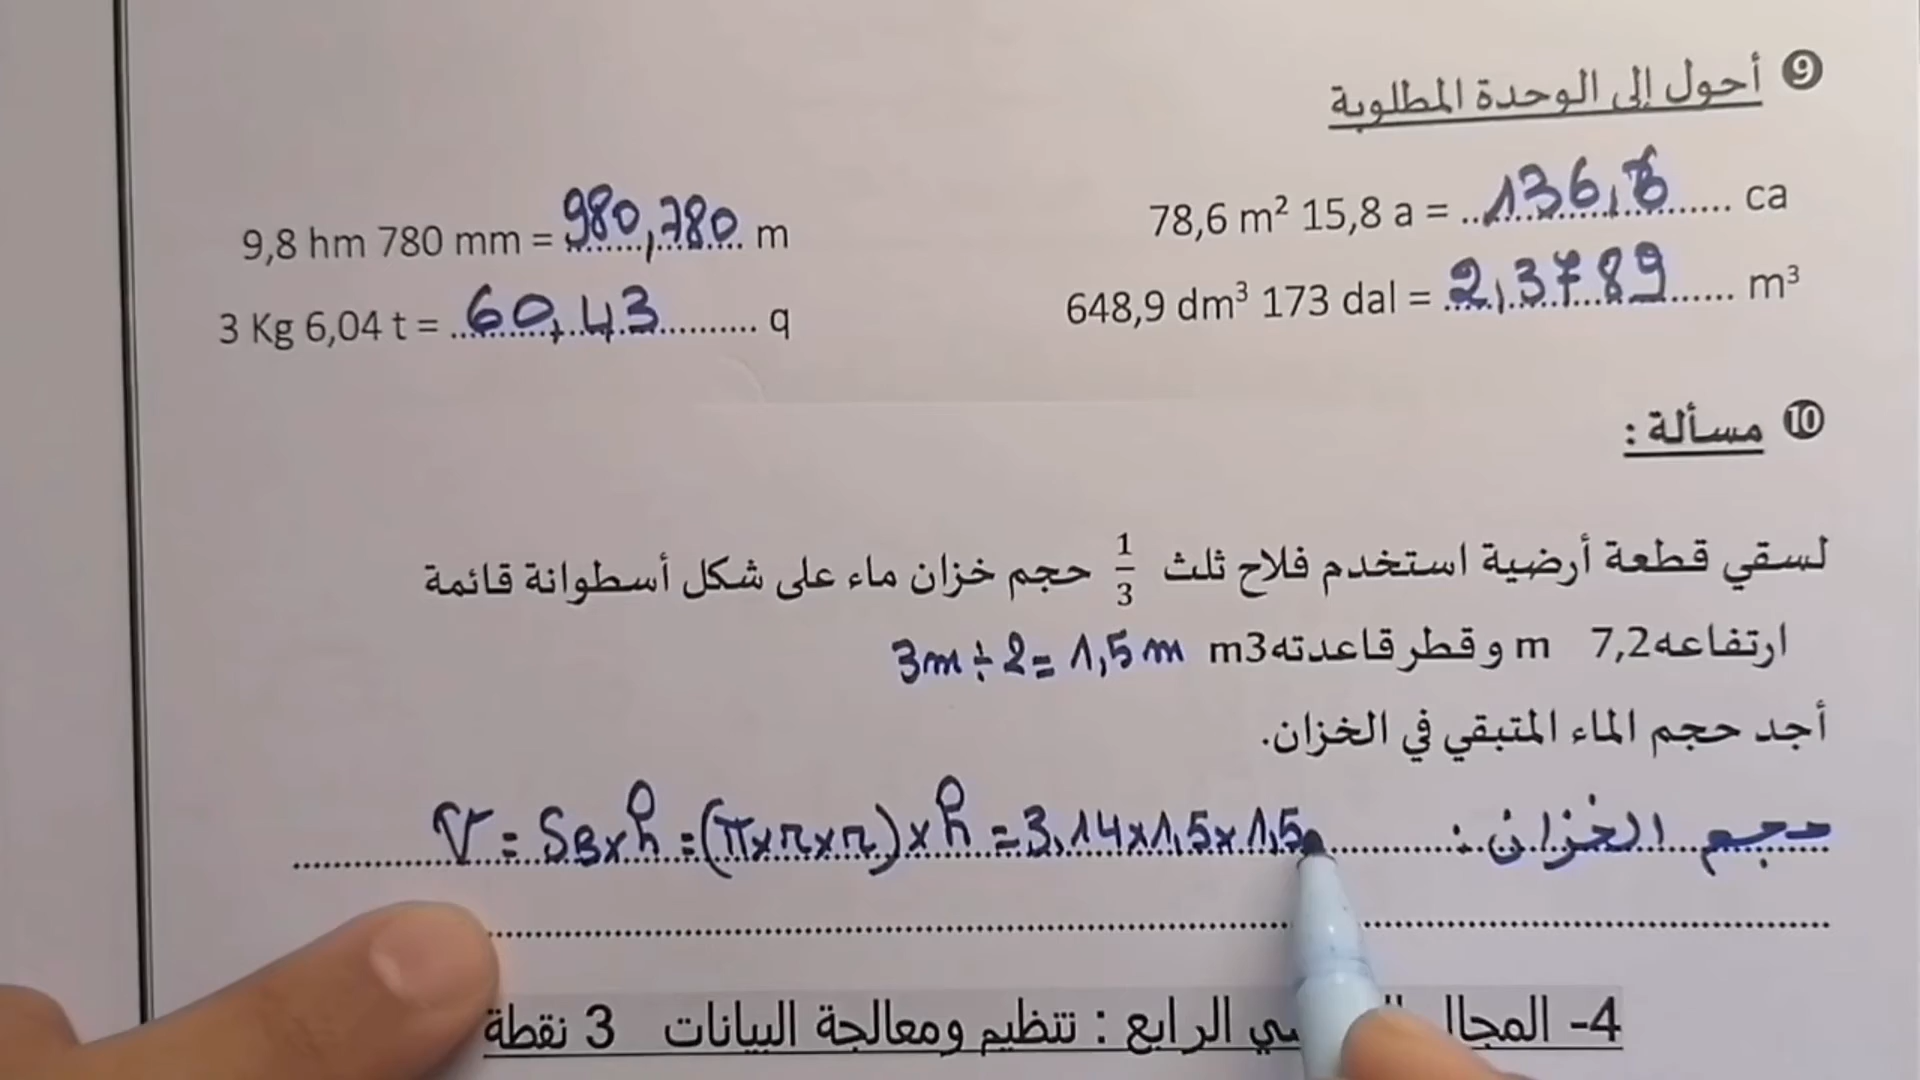 ❾ أحول إلى الوحدة المطلوبة
78,6 m² 15,8 a = 136,6 ca
9,8 hm 780 mm = 980,780 m
648,9 dm³ 173 dal = 2,3789 m³
3 Kg 6,04 t = 60,43 q
❿ مسألة :
لسقي قطعة أرضية استخدم فلاح ثلث 1/3 حجم خزان ماء على شكل أسطوانة قائمة
ارتفاعه7,2 m وقطر قاعدته3m 3m ÷ 2 = 1,5 m
أجد حجم الماء المتبقي في الخزان.
حجم الخزان : V = SB x h = (π x r x r) x h = 3,14 x 1,5 x 1,5
4- المجال الرابع : تنظيم ومعالجة البيانات 3 نقطة